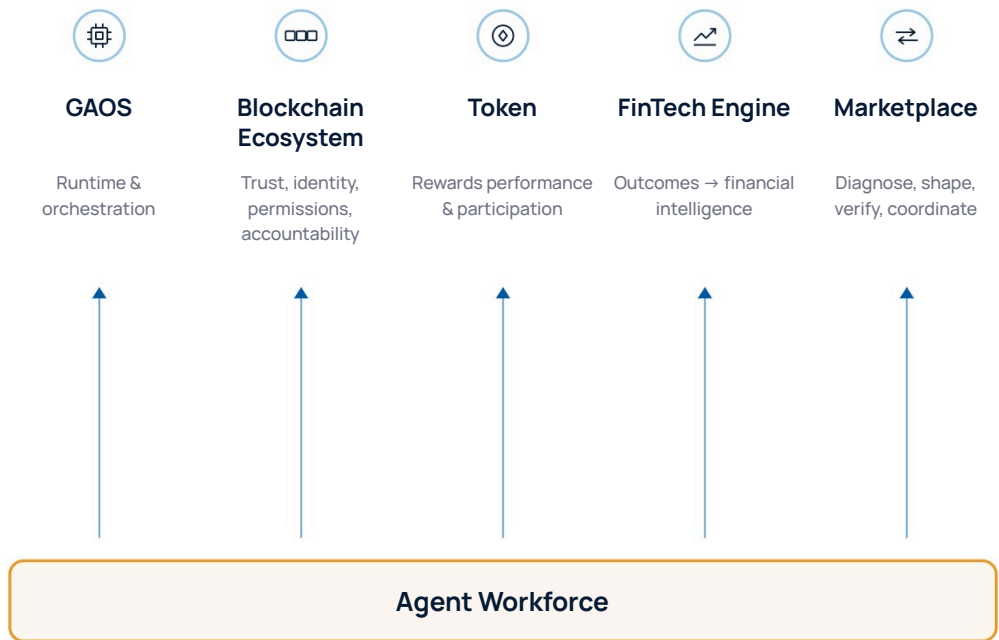 GAOS
Runtime &
orchestration
Blockchain
Ecosystem
Trust, identity,
permissions,
accountability
Token
Rewards performance
& participation
FinTech Engine
Outcomes → financial
intelligence
Marketplace
Diagnose, shape,
verify, coordinate
Agent Workforce